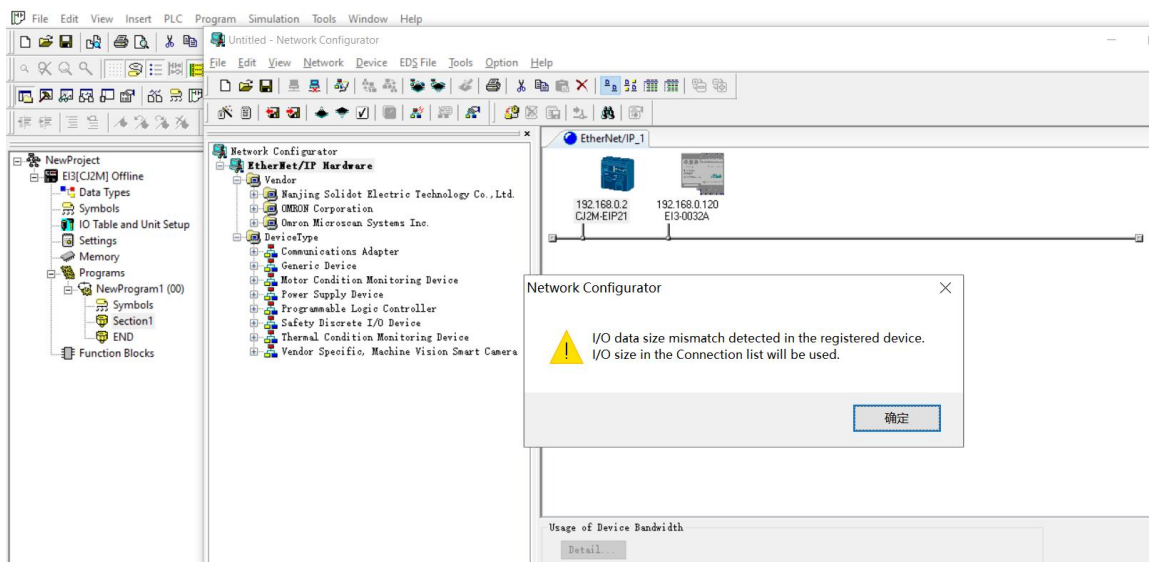 File Edit View Insert PLC Program Simulation Tools Window Help
Untitled - Network Configurator
File Edit View Network Device EDS File Tools Option Help
NewProject
EI3[CJ2M] Offline
Data Types
Symbols
IO Table and Unit Setup
Settings
Memory
Programs
NewProgram1 (00)
Symbols
Section1
END
Function Blocks
Network Configurator
EtherNet/IP Hardware
Vendor
Nanjing Solidot Electric Technology Co.,Ltd.
OMRON Corporation
Omron Microscan Systems Inc.
DeviceType
Communications Adapter
Generic Device
Motor Condition Monitoring Device
Power Supply Device
Programmable Logic Controller
Safety Discrete I/O Device
Thermal Condition Monitoring Device
Vendor Specific, Machine Vision Smart Camera
EtherNet/IP_1
192.168.0.2
CJ2M-EIP21
192.168.0.120
EI3-0032A
Network Configurator
I/O data size mismatch detected in the registered device.
I/O size in the Connection list will be used.
确定
Usage of Device Bandwidth
Detail...